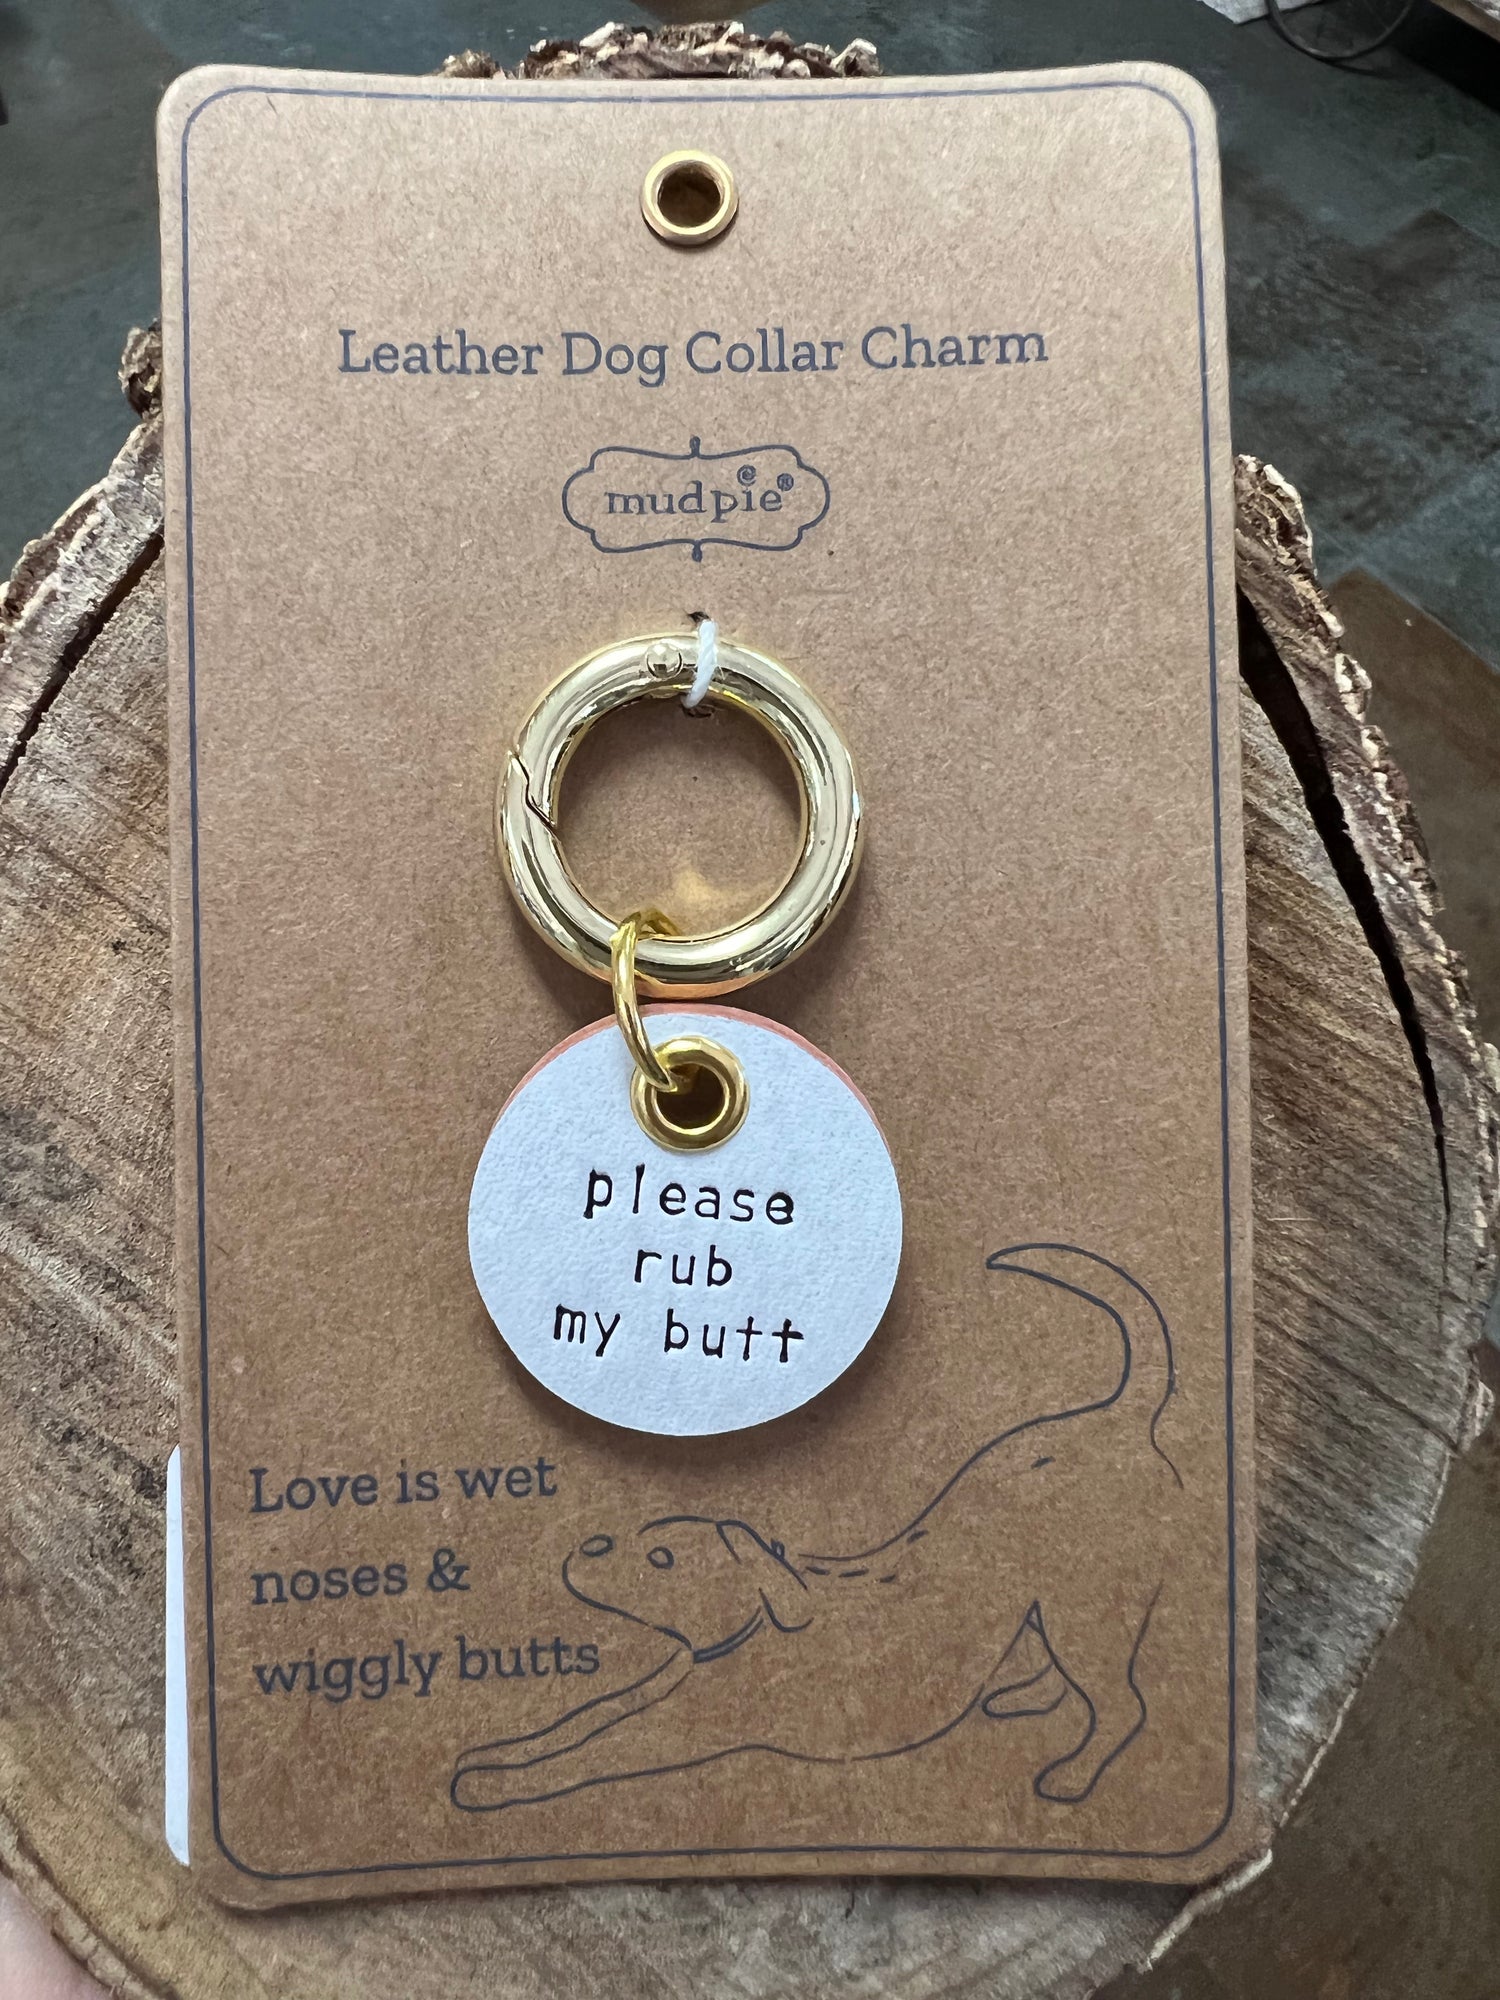 Leather Dog Collar Charm
mudpie®
please
rub
my butt
Love is wet
noses &
wiggly butts